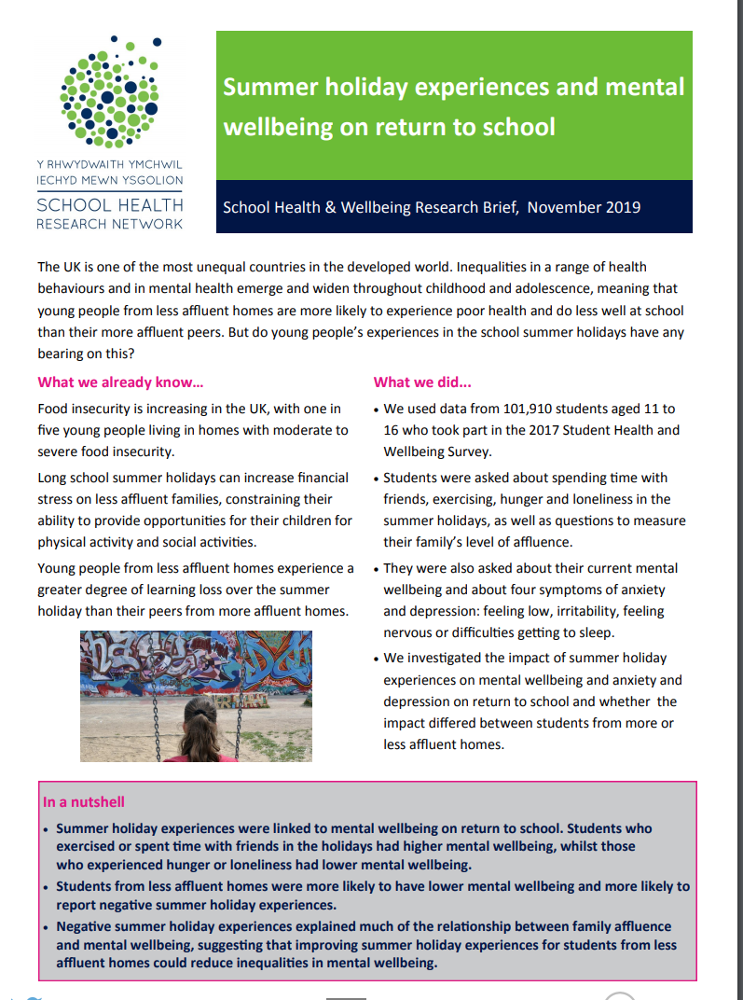 Y RHWYDWAITH YMCHWIL
IECHYD MEWN YSGOLION
SCHOOL HEALTH
RESEARCH NETWORK
Summer holiday experiences and mental
wellbeing on return to school
School Health & Wellbeing Research Brief, November 2019
The UK is one of the most unequal countries in the developed world. Inequalities in a range of health
behaviours and in mental health emerge and widen throughout childhood and adolescence, meaning that
young people from less affluent homes are more likely to experience poor health and do less well at school
than their more affluent peers. But do young people's experiences in the school summer holidays have any
bearing on this?
What we already know…
Food insecurity is increasing in the UK, with one in
five young people living in homes with moderate to
severe food insecurity.
Long school summer holidays can increase financial
stress on less affluent families, constraining their
ability to provide opportunities for their children for
physical activity and social activities.
Young people from less affluent homes experience a
greater degree of learning loss over the summer
holiday than their peers from more affluent homes.
What we did...
• We used data from 101,910 students aged 11 to
16 who took part in the 2017 Student Health and
Wellbeing Survey.
• Students were asked about spending time with
friends, exercising, hunger and loneliness in the
summer holidays, as well as questions to measure
their family's level of affluence.
• They were also asked about their current mental
wellbeing and about four symptoms of anxiety
and depression: feeling low, irritability, feeling
nervous or difficulties getting to sleep.
• We investigated the impact of summer holiday
experiences on mental wellbeing and anxiety and
depression on return to school and whether the
impact differed between students from more or
less affluent homes.
In a nutshell
• Summer holiday experiences were linked to mental wellbeing on return to school. Students who
exercised or spent time with friends in the holidays had higher mental wellbeing, whilst those
who experienced hunger or loneliness had lower mental wellbeing.
• Students from less affluent homes were more likely to have lower mental wellbeing and more likely to
report negative summer holiday experiences.
• Negative summer holiday experiences explained much of the relationship between family affluence
and mental wellbeing, suggesting that improving summer holiday experiences for students from less
affluent homes could reduce inequalities in mental wellbeing.